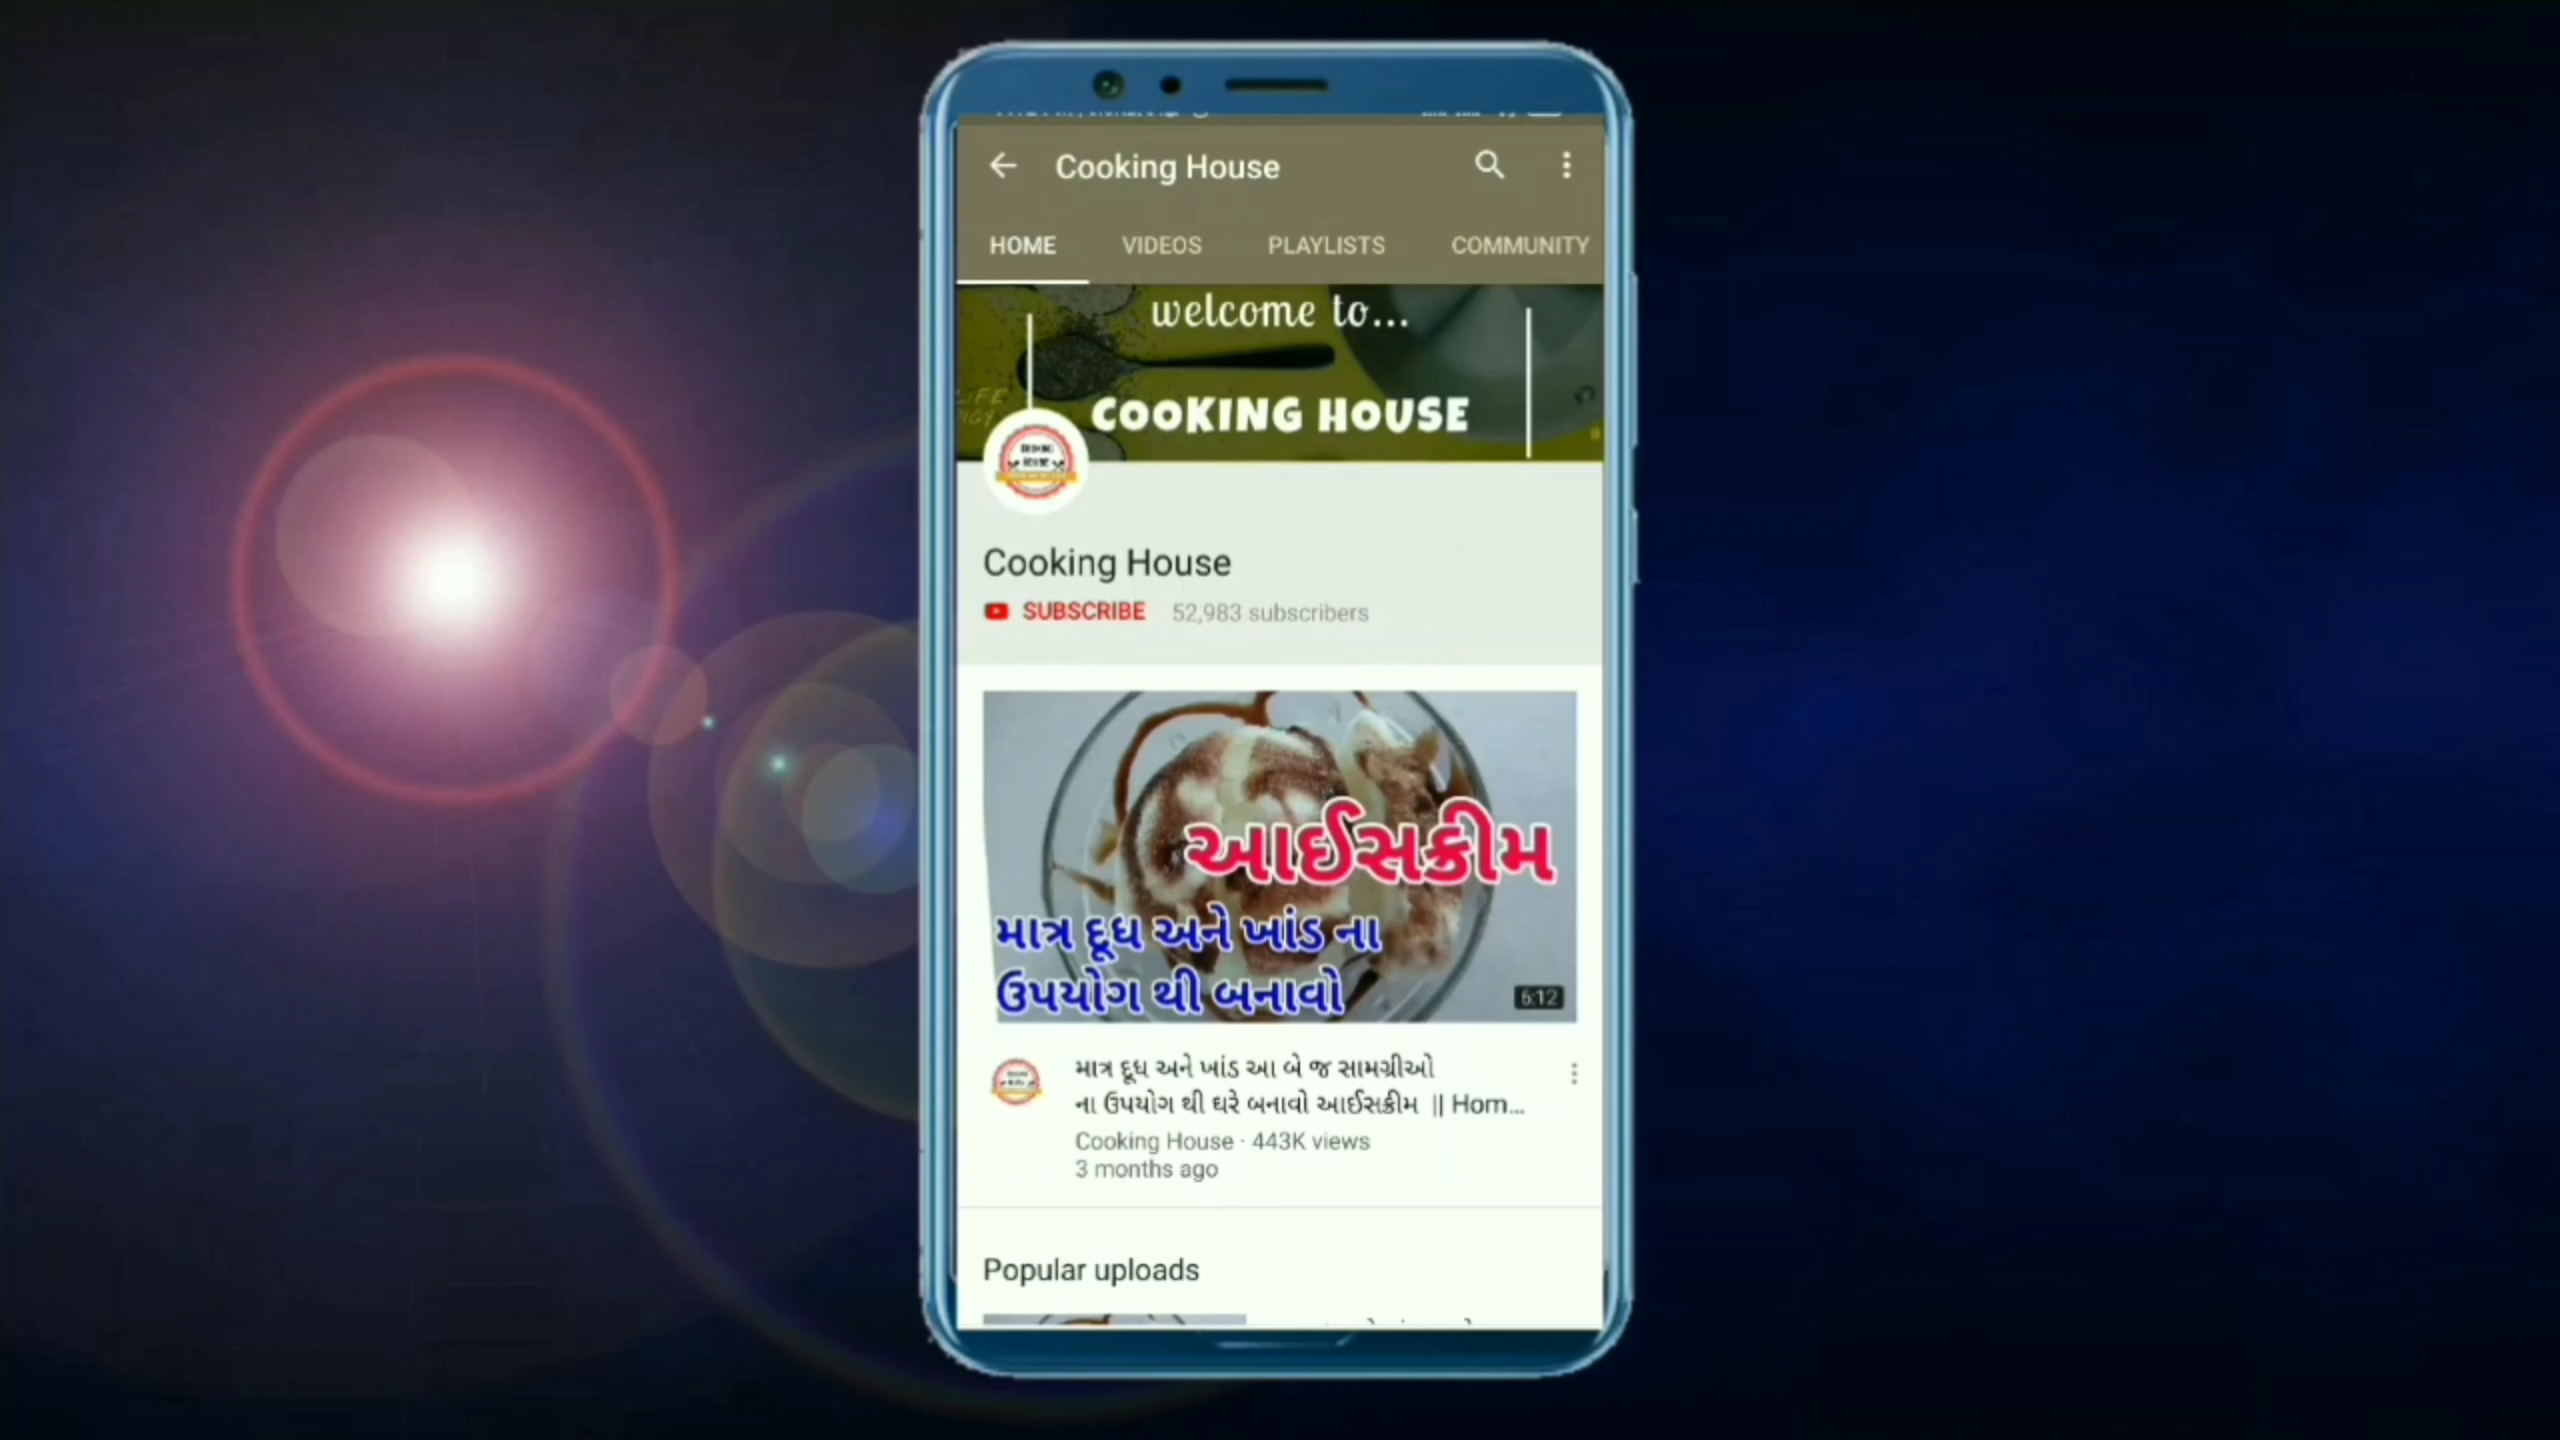 Cooking House
HOME VIDEOS PLAYLISTS COMMUNITY
welcome to...
COOKING HOUSE
COOKING
HOUSE
Cooking House
SUBSCRIBE 52,983 subscribers
આઈસક્રીમ
માત્ર દૂધ અને ખાંડ ના
ઉપયોગ થી બનાવો
6:12
માત્ર દૂધ અને ખાંડ આ બે જ સામગ્રીઓ
ના ઉપયોગ થી ઘરે બનાવો આઈસક્રીમ || Hom...
Cooking House · 443K views
3 months ago
Popular uploads